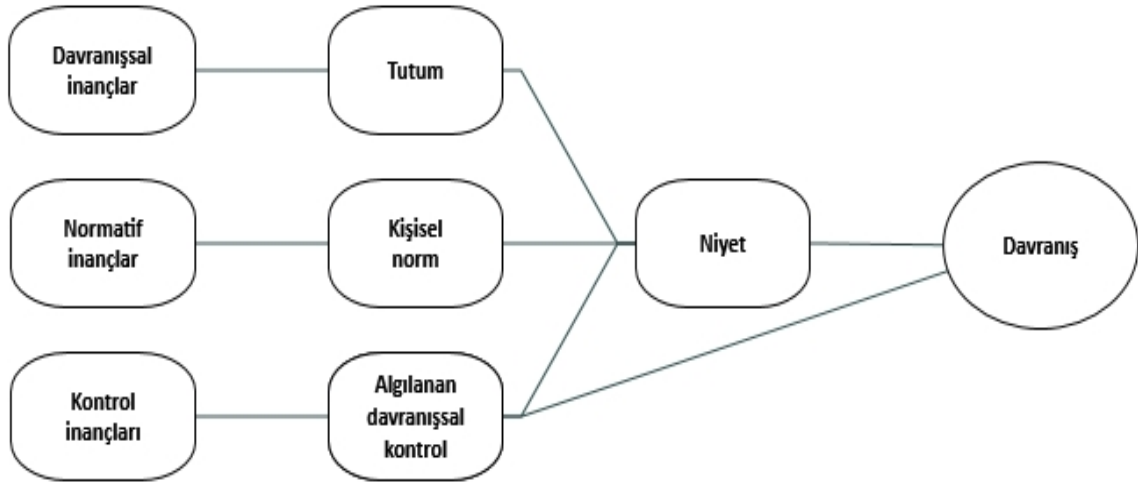 Davranışsal
inançlar
Tutum
Normatif
inançlar
Kişisel
norm
Niyet
Davranış
Kontrol
inançları
Algılanan
davranışsal
kontrol